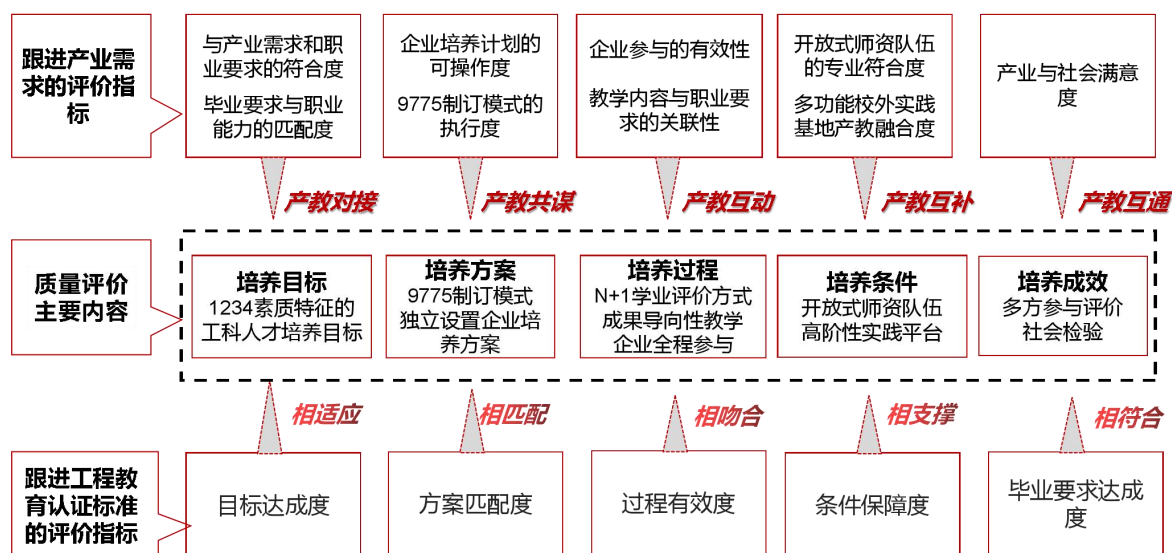 跟进产业需
求的评价指
标
与产业需求和职
业要求的符合度
毕业要求与职业
能力的匹配度
企业培养计划的
可操作度
9775制订模式的
执行度
企业参与的有效性
教学内容与职业要
求的关联性
开放式师资队伍
的专业符合度
多功能校外实践
基地产教融合度
产业与社会满意
度
产教对接
产教共谋
产教互动
产教互补
产教互通
质量评价
主要内容
培养目标
1234素质特征的
工科人才培养目标
培养方案
9775制订模式
独立设置企业培
养方案
培养过程
N+1学业评价方式
成果导向性教学
企业全程参与
培养条件
开放式师资队伍
高阶性实践平台
培养成效
多方参与评价
社会检验
相适应
相匹配
相吻合
相支撑
相符合
跟进工程教
育认证标准
的评价指标
目标达成度
方案匹配度
过程有效度
条件保障度
毕业要求达成
度